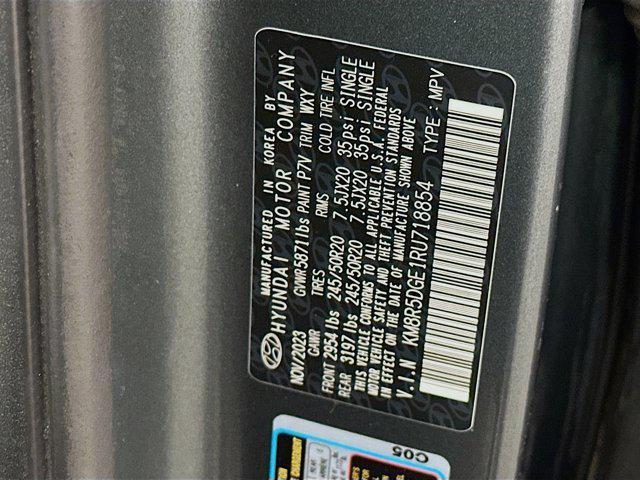 MANUFACTURED IN KOREA BY
HYUNDAI MOTOR COMPANY
NOV/2023 GVWR5871lbs PAINT P7V TRIM WXY
GAWR TIRES RIMS COLD TIRE INFL
FRONT 2954 lbs 245/50R20 7.5JX20 35psi SINGLE
REAR 3197 lbs 245/50R20 7.5JX20 35psi SINGLE
THIS VEHICLE CONFORMS TO ALL APPLICABLE U.S.A. FEDERAL
MOTOR VEHICLE SAFETY AND THEFT PREVENTION STANDARDS
IN EFFECT ON THE DATE OF MANUFACTURE SHOWN ABOVE
V.I.N KM8R5DGE1RU718854 TYPE : MPV
C05